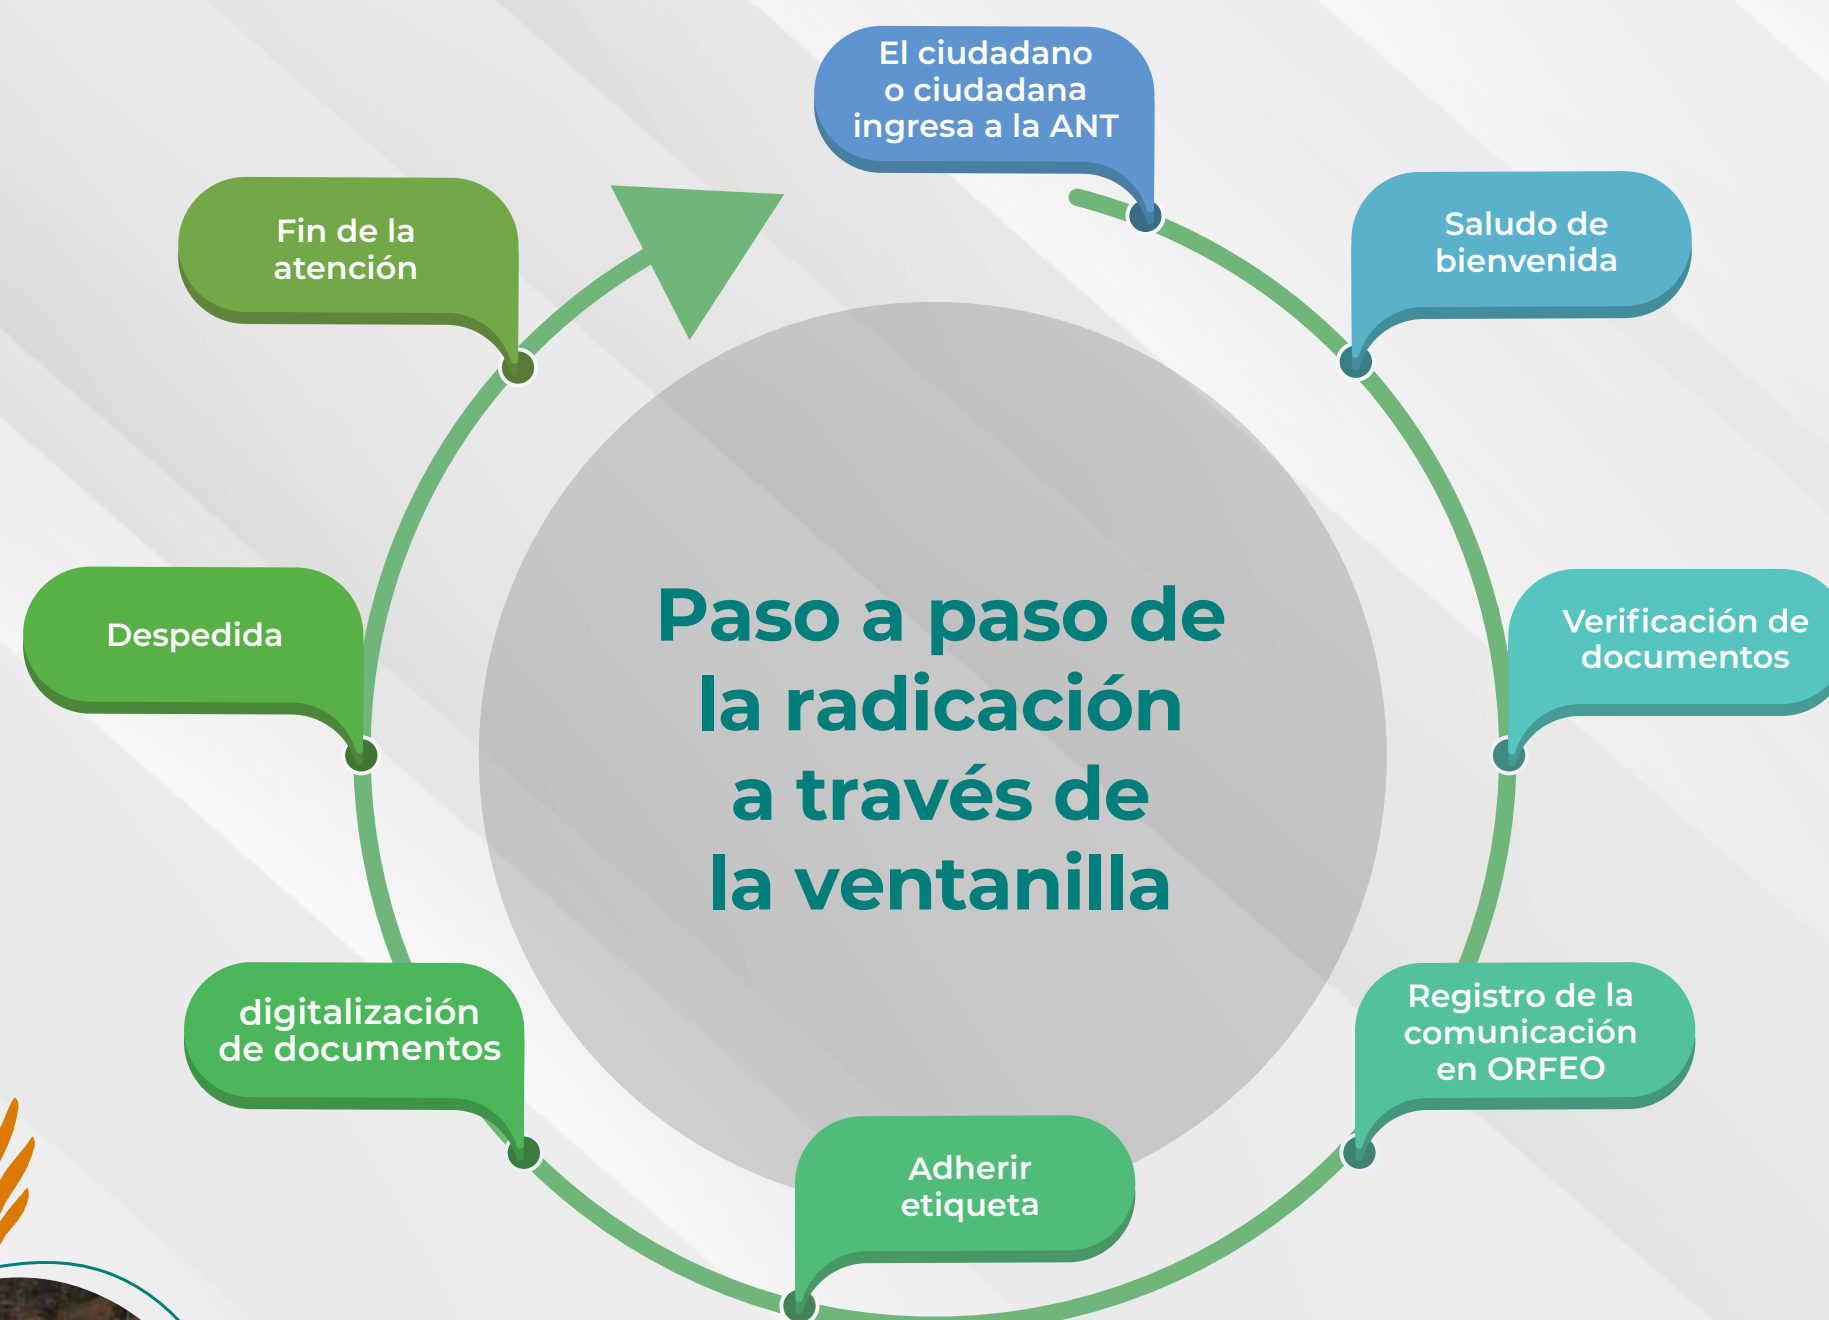 El ciudadano
o ciudadana
ingresa a la ANT
Saludo de
bienvenida
Verificación de
documentos
Registro de la
comunicación
en ORFEO
Adherir
etiqueta
digitalización
de documentos
Despedida
Fin de la
atención
Paso a paso de
la radicación
a través de
la ventanilla